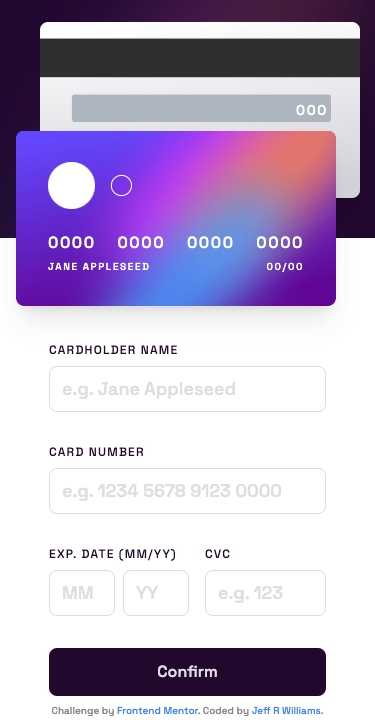 000
0000 0000 0000 0000
JANE APPLESEED 00/00
CARDHOLDER NAME
e.g. Jane Appleseed
CARD NUMBER
e.g. 1234 5678 9123 0000
EXP. DATE (MM/YY) CVC
MM YY e.g. 123
Confirm
Challenge by Frontend Mentor. Coded by Jeff R Williams.